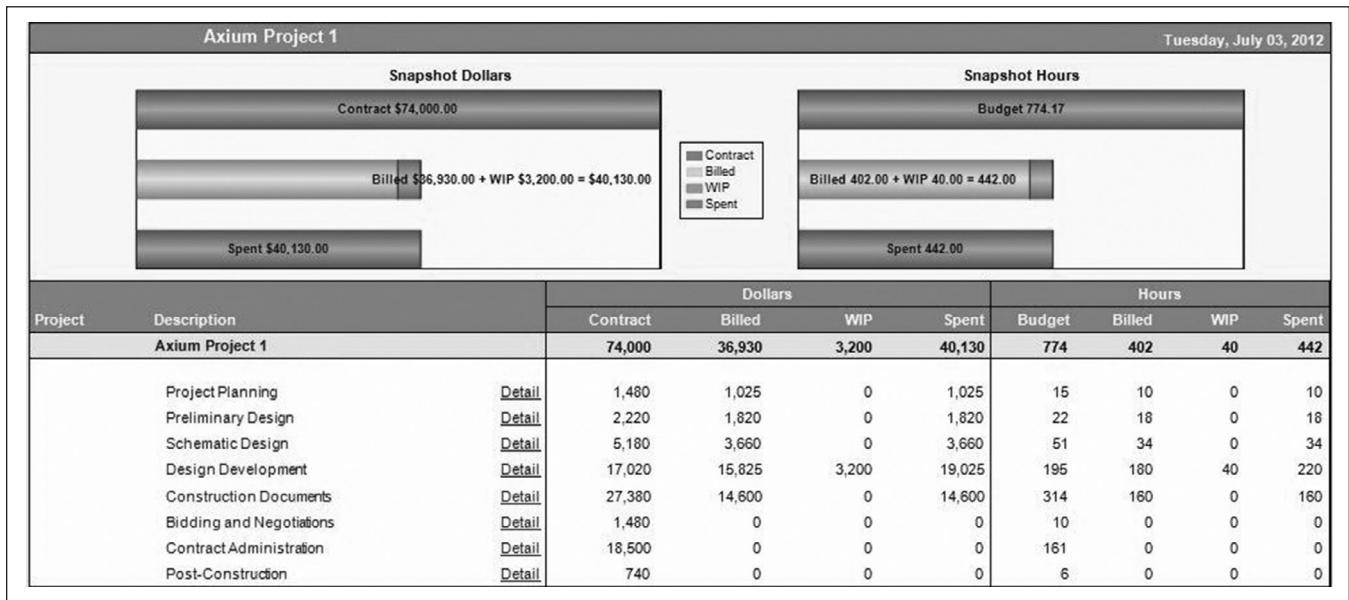 Axium Project 1
Tuesday, July 03, 2012
Snapshot Dollars
Contract $74,000.00
Billed $36,930.00 + WIP $3,200.00 = $40,130.00
Spent $40,130.00
Contract
Billed
WIP
Spent
Snapshot Hours
Budget 774.17
Billed 402.00 + WIP 40.00 = 442.00
Spent 442.00
Dollars Hours
Project Description Contract Billed WIP Spent Budget Billed WIP Spent
Axium Project 1 74,000 36,930 3,200 40,130 774 402 40 442
Project Planning Detail 1,480 1,025 0 1,025 15 10 0 10
Preliminary Design Detail 2,220 1,820 0 1,820 22 18 0 18
Schematic Design Detail 5,180 3,660 0 3,660 51 34 0 34
Design Development Detail 17,020 15,825 3,200 19,025 195 180 40 220
Construction Documents Detail 27,380 14,600 0 14,600 314 160 0 160
Bidding and Negotiations Detail 1,480 0 0 0 10 0 0 0
Contract Administration Detail 18,500 0 0 0 161 0 0 0
Post-Construction Detail 740 0 0 0 6 0 0 0